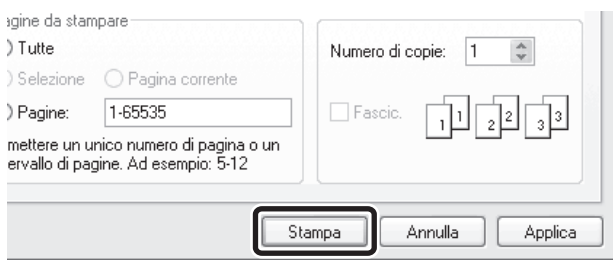 agine da stampare
Tutte
Selezione Pagina corrente
Pagine: 1-65535
mettere un unico numero di pagina o un
ervallo di pagine. Ad esempio: 5-12
Numero di copie: 1
Fascic. 1 1 2 2 3 3
Stampa Annulla Applica